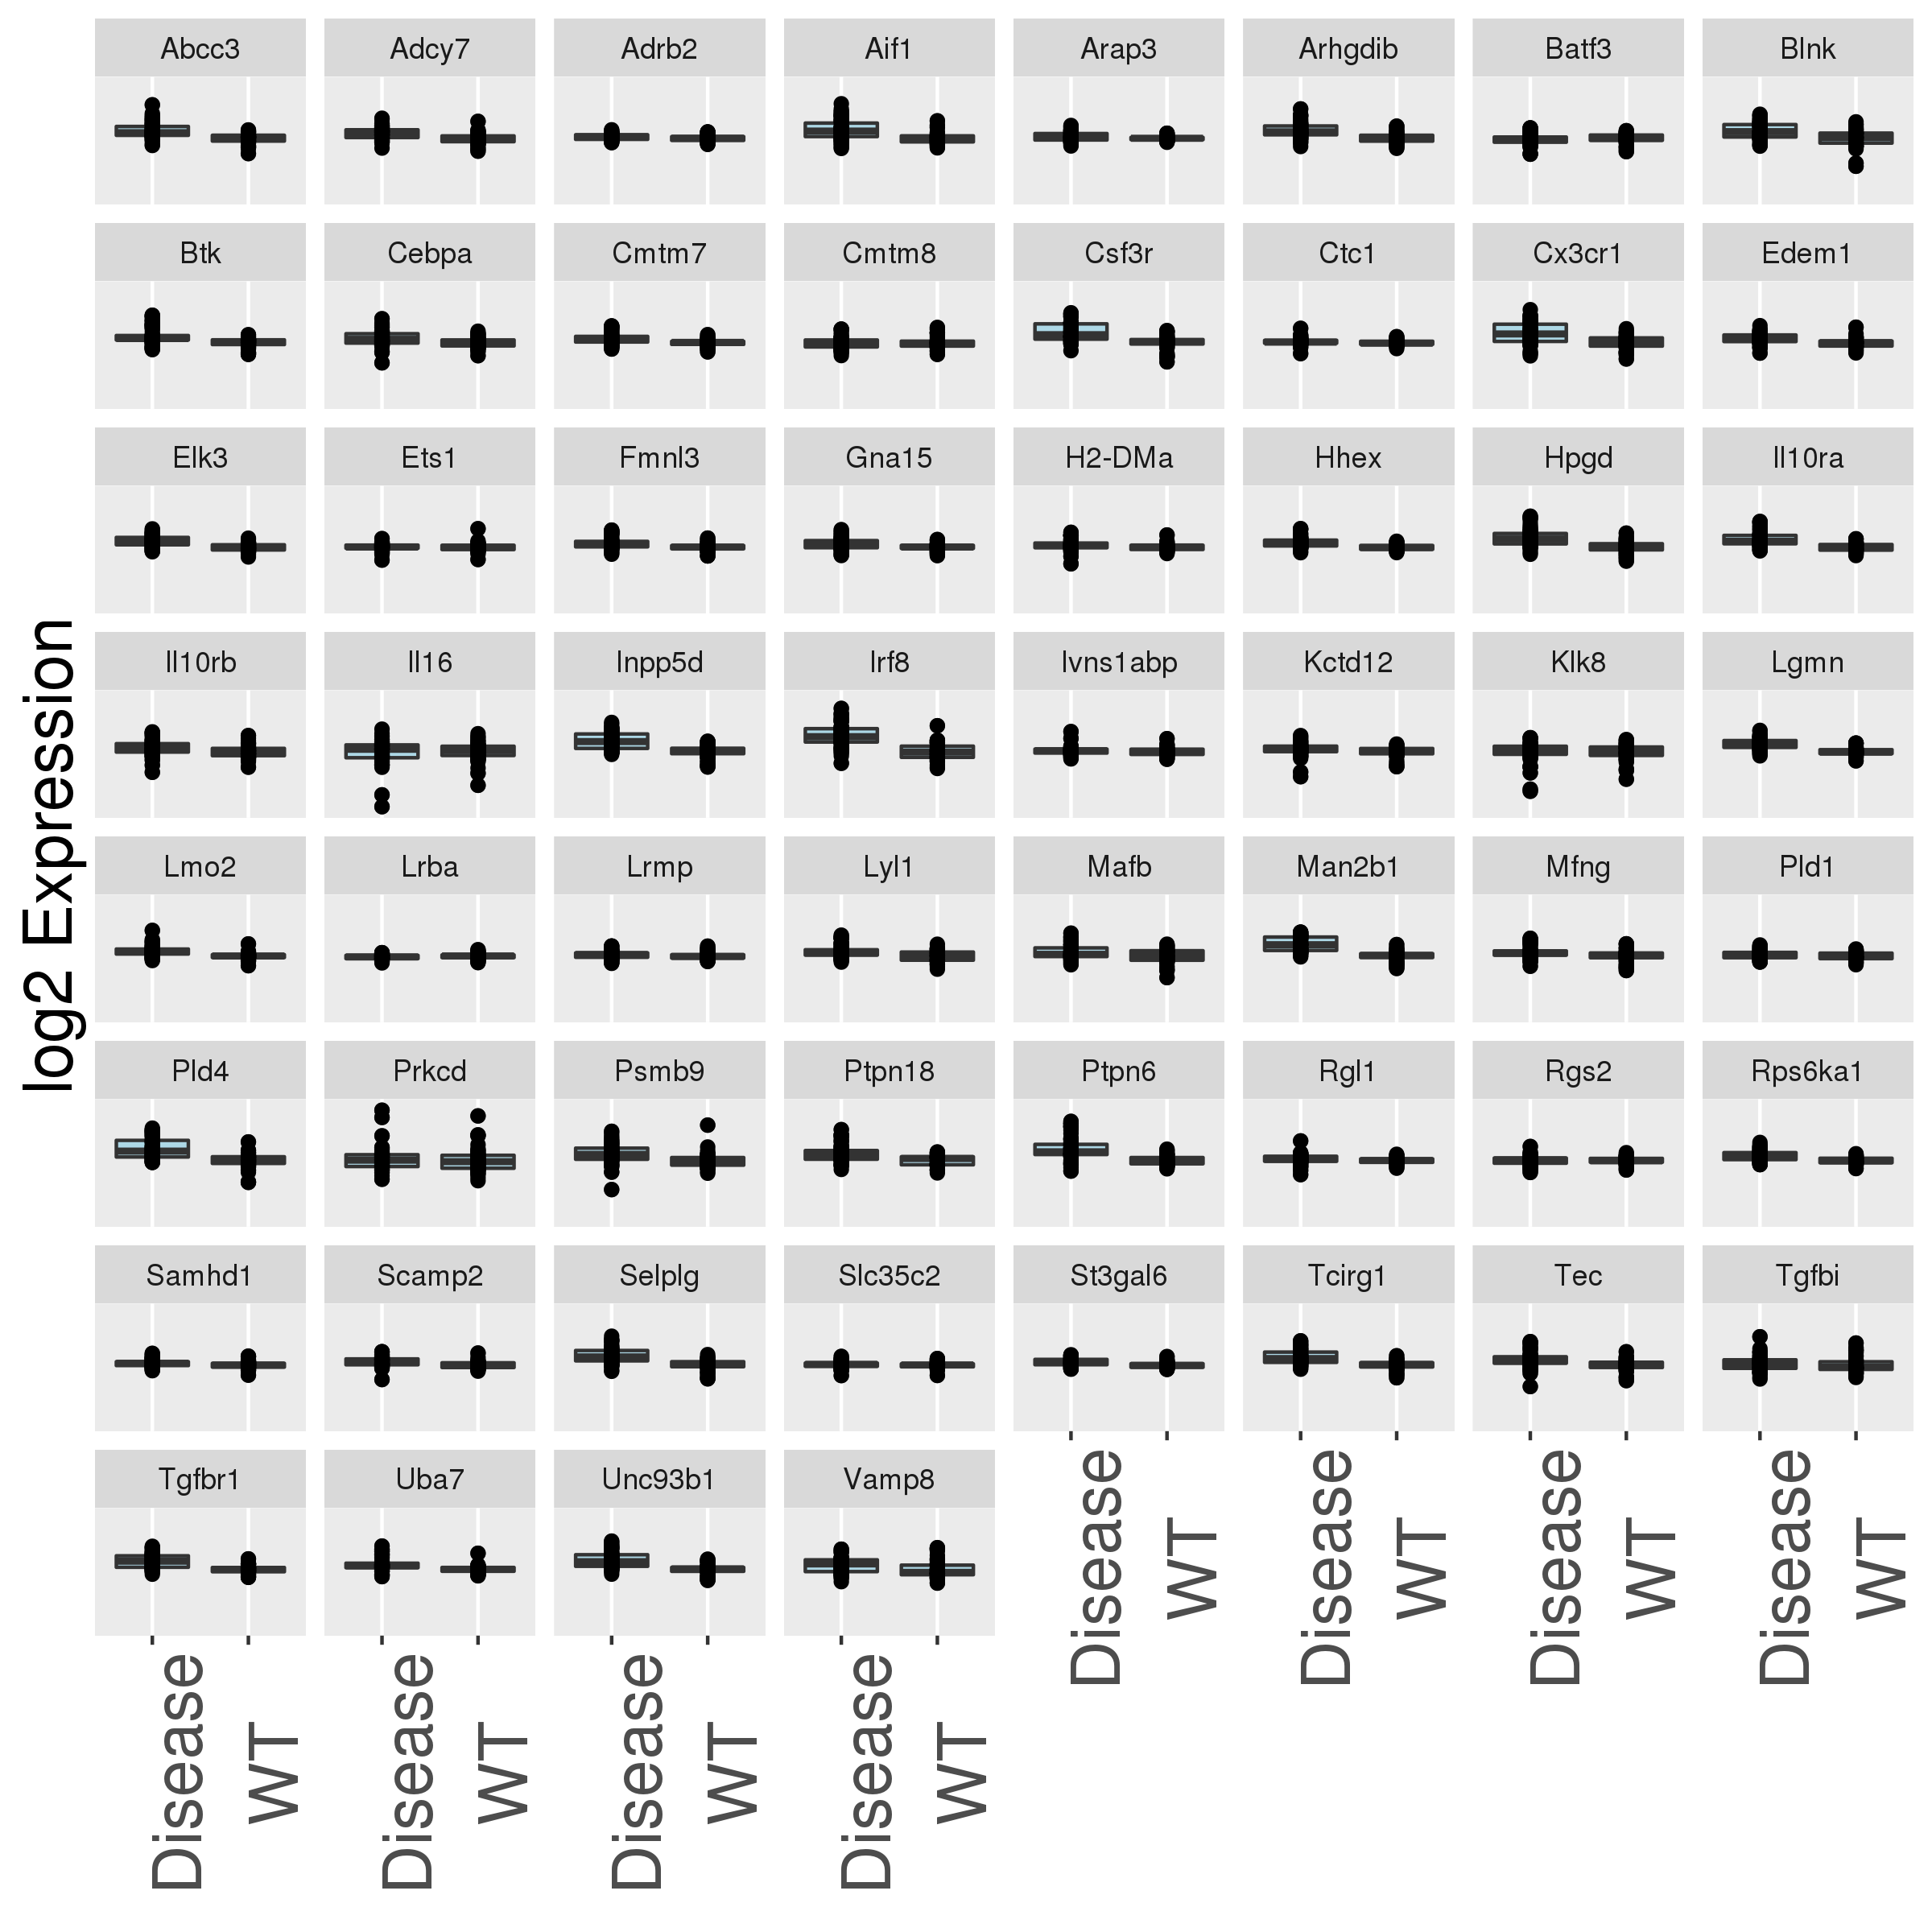 Abcc3 Adcy7 Adrb2 Aif1 Arap3 Arhgdib Batf3 Blnk
Btk Cebpa Cmtm7 Cmtm8 Csf3r Ctc1 Cx3cr1 Edem1
Elk3 Ets1 Fmnl3 Gna15 H2-DMa Hhex Hpgd Il10ra
Il10rb Il16 Inpp5d Irf8 Ivns1abp Kctd12 Klk8 Lgmn
log2 Expression
Lmo2 Lrba Lrmp Lyl1 Mafb Man2b1 Mfng Pld1
Pld4 Prkcd Psmb9 Ptpn18 Ptpn6 Rgl1 Rgs2 Rps6ka1
Samhd1 Scamp2 Selplg Slc35c2 St3gal6 Tcirg1 Tec Tgfbi
Disease WT Disease WT Disease WT Disease WT
Tgfbr1 Uba7 Unc93b1 Vamp8
Disease WT Disease WT Disease WT Disease WT